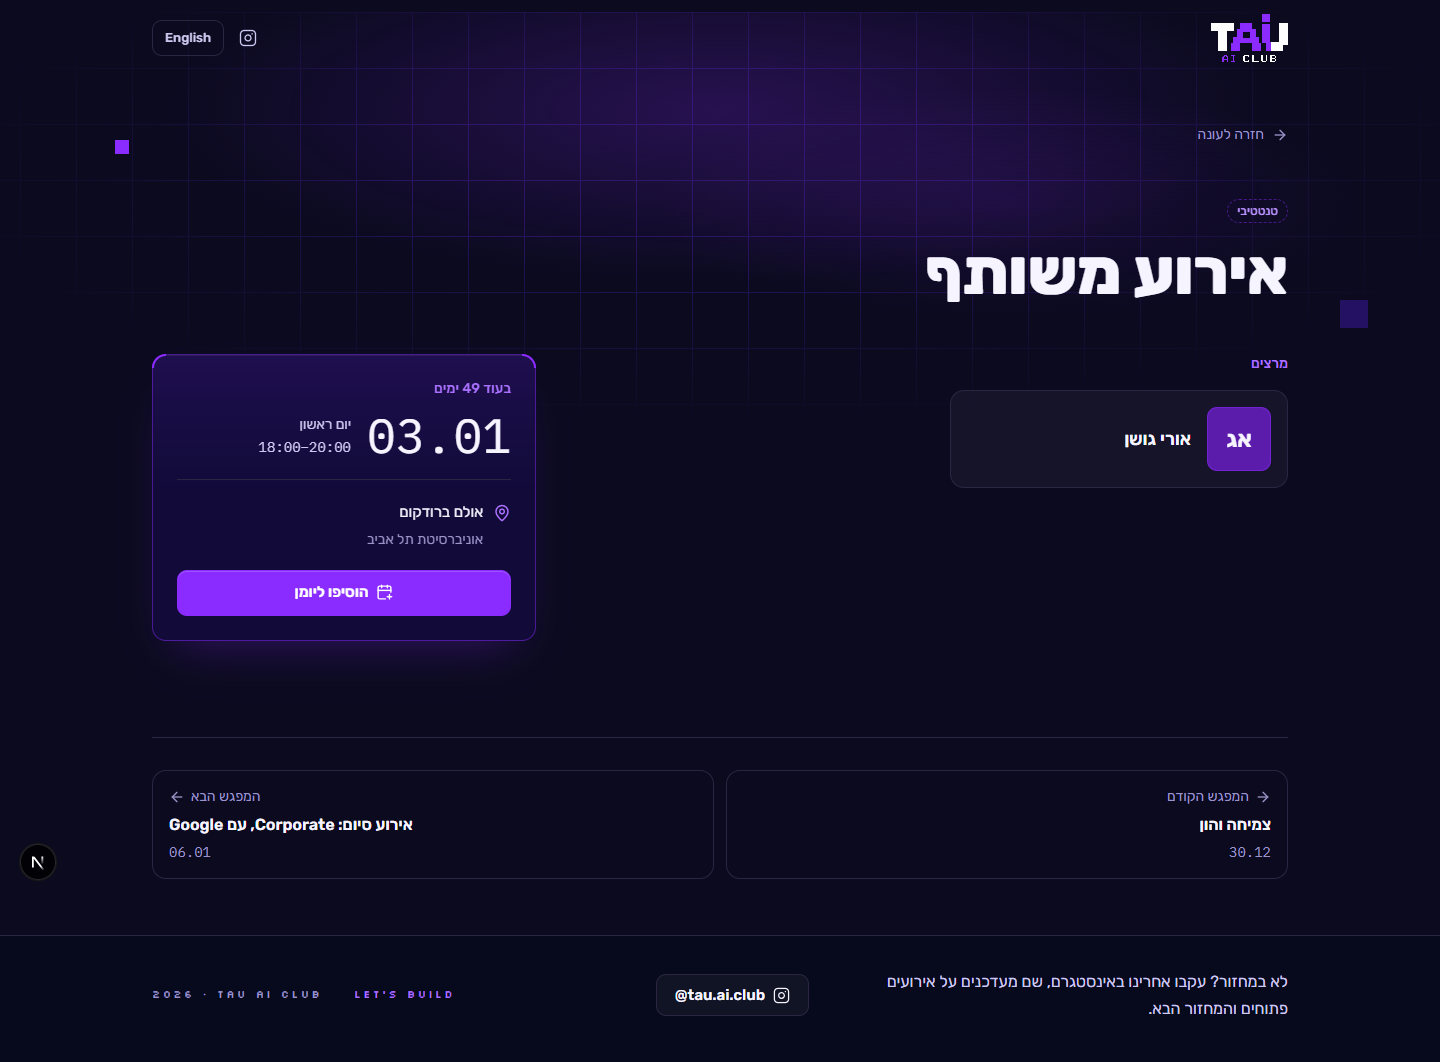 TAU
AI CLUB
English
חזרה לעונה
טנטטיבי
אירוע משותף
מרצים
אג
אורי גושן
בעוד 49 ימים
03.01
יום ראשון
18:00–20:00
אולם ברודקום
אוניברסיטת תל אביב
הוסיפו ליומן
המפגש הקודם
צמיחה והון
30.12
המפגש הבא
אירוע סיום: Corporate, עם Google
06.01
לא במחזור? עקבו אחרינו באינסטגרם, שם מעדכנים על אירועים
פתוחים והמחזור הבא.
@tau.ai.club
LET'S BUILD
2026 · TAU AI CLUB
N